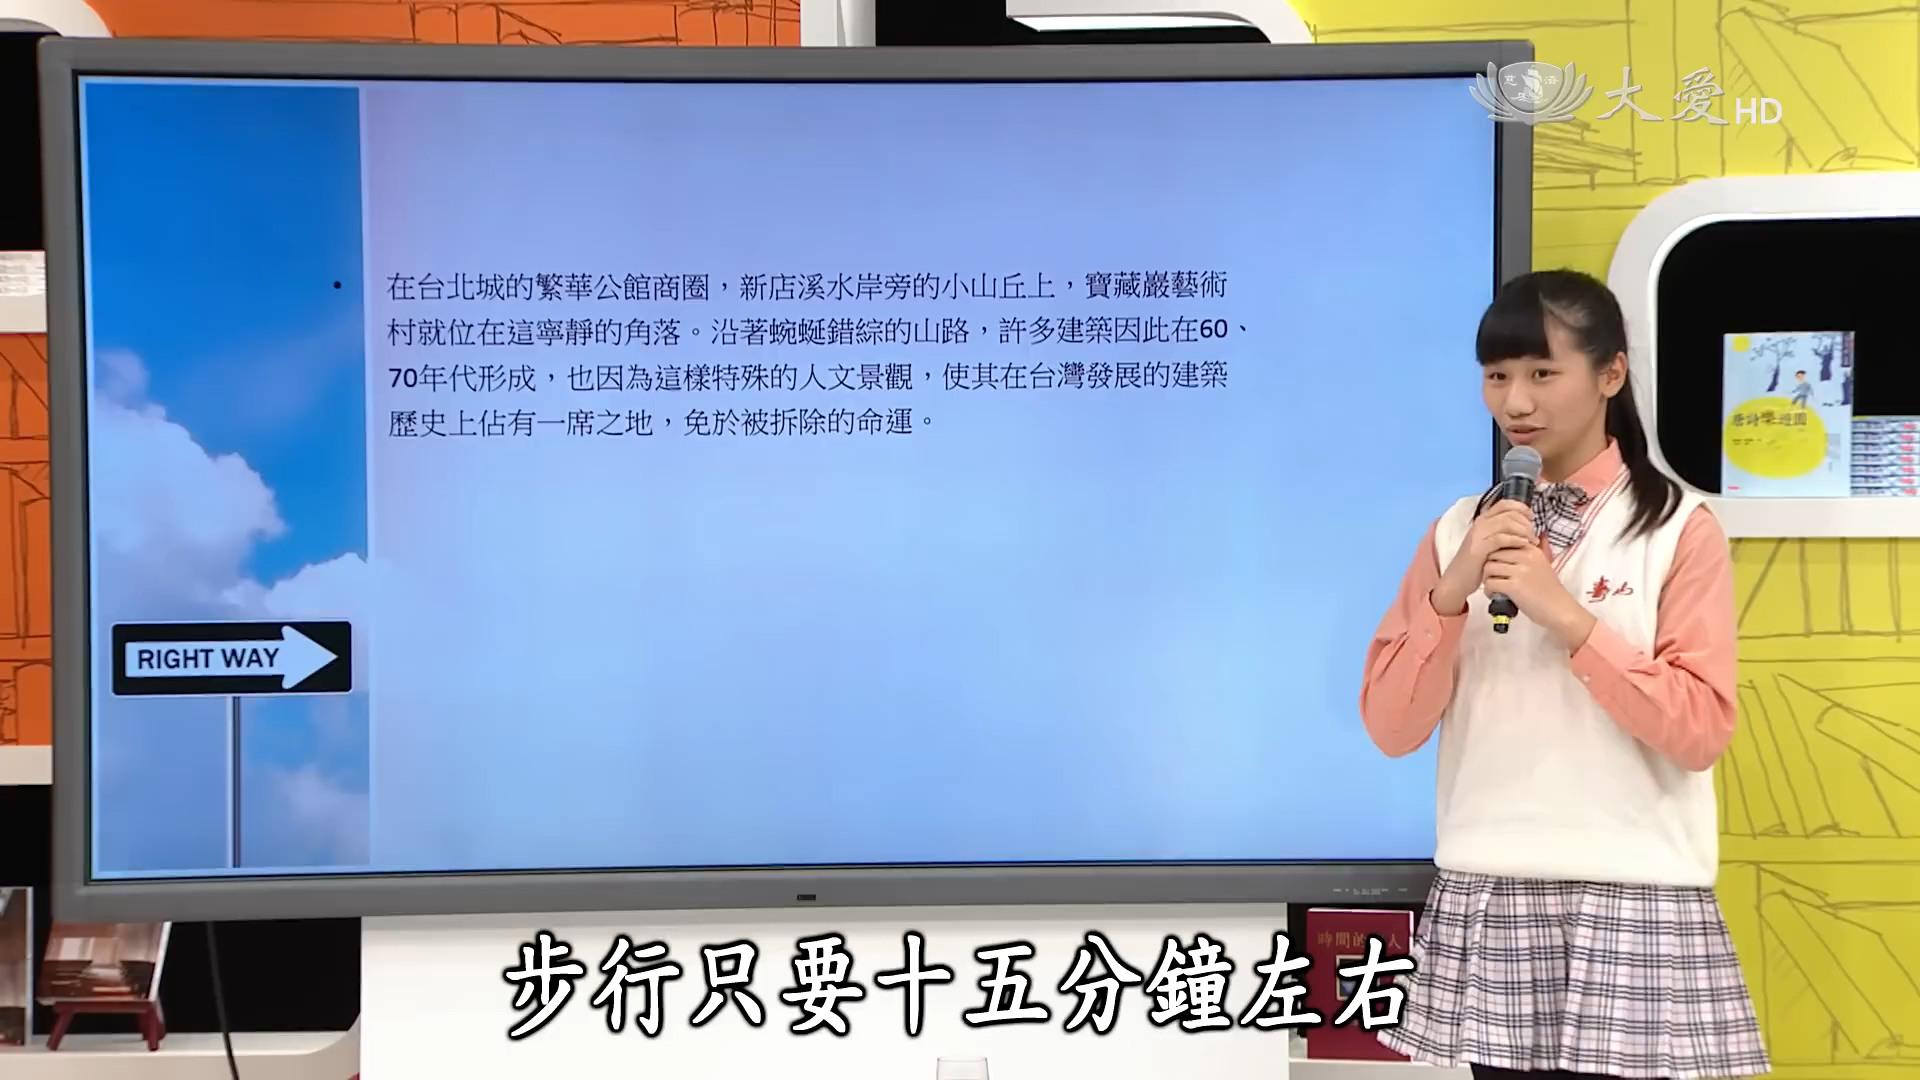 大愛HD
• 在台北城的繁華公館商圈，新店溪水岸旁的小山丘上，寶藏巖藝術
村就位在這寧靜的角落。沿著蜿蜒錯綜的山路，許多建築因此在60、
70年代形成，也因為這樣特殊的人文景觀，使其在台灣發展的建築
歷史上佔有一席之地，免於被拆除的命運。
RIGHT WAY
壽山
唐詩樂遊園
時間的 人
步行只要十五分鐘左右